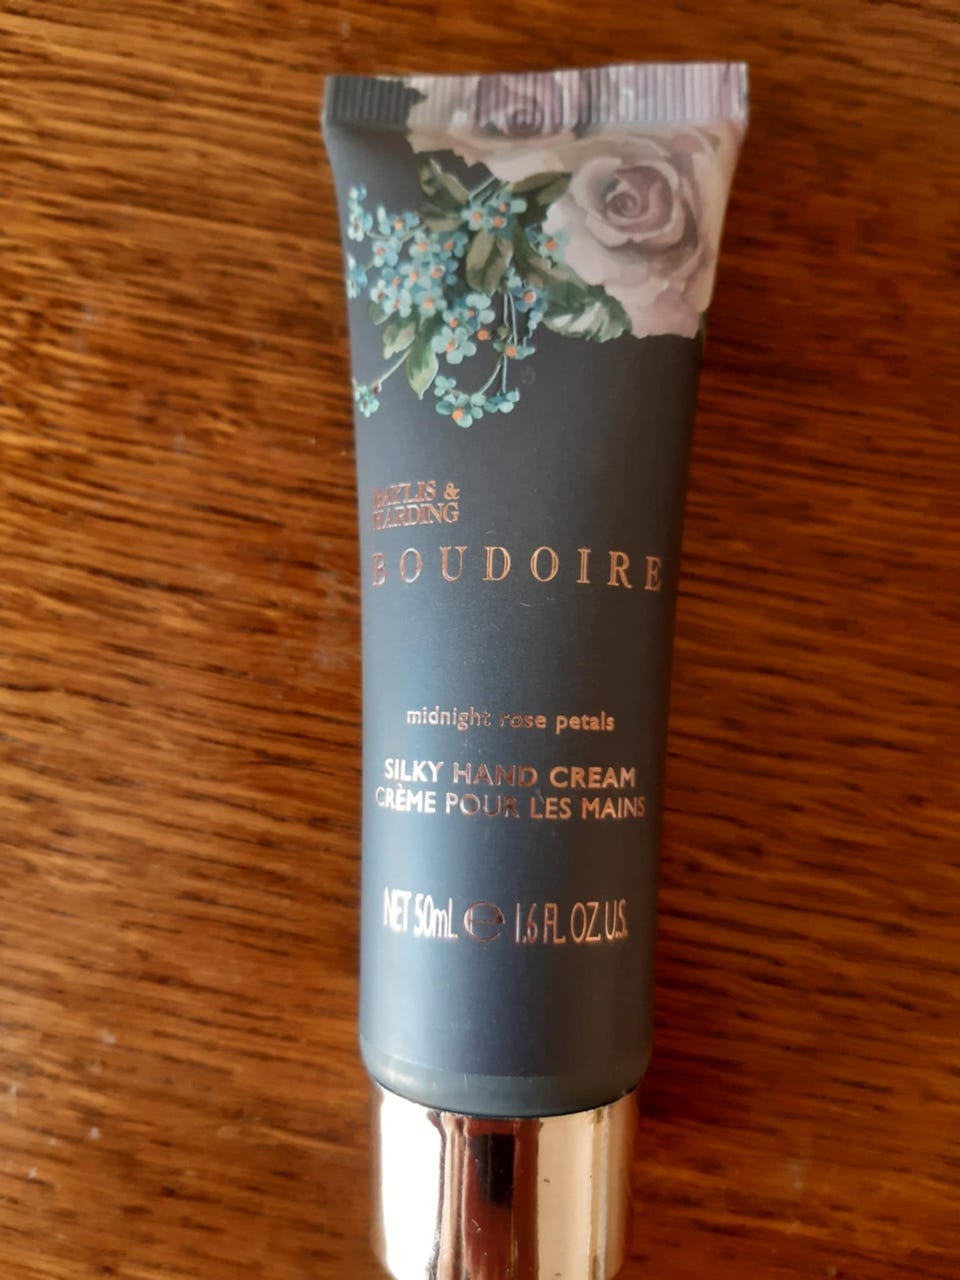 BAYLIS &
HARDING
BOUDOIRE
midnight rose petals
SILKY HAND CREAM
CRÈME POUR LES MAINS
NET 50mL e 1.6 FL OZ U.S.